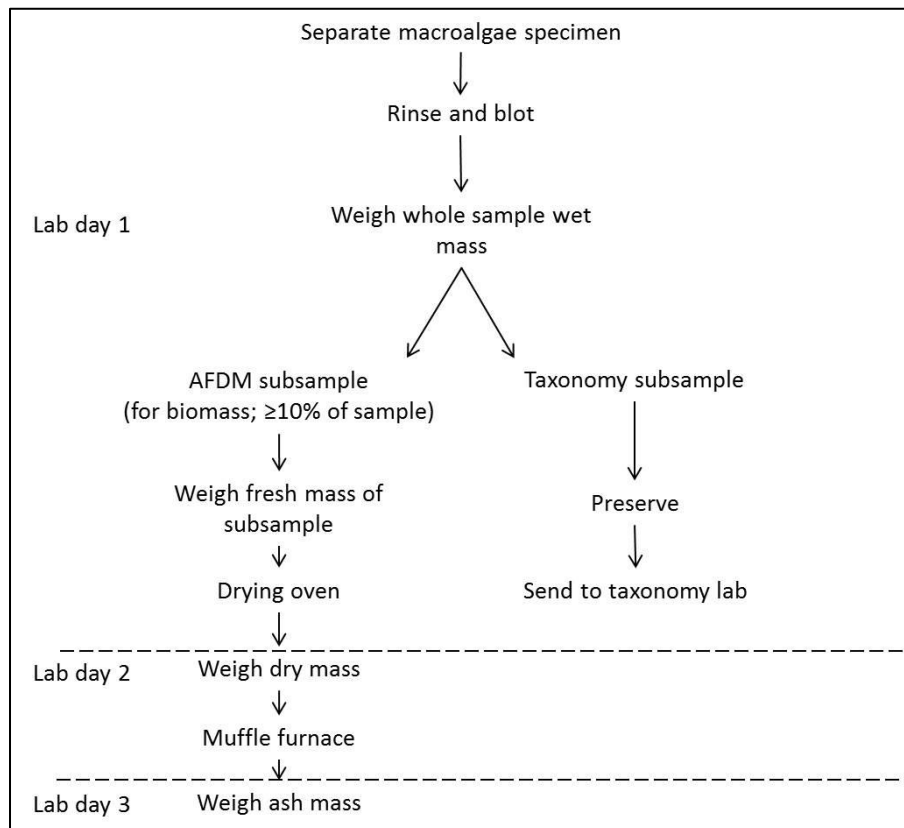 Separate macroalgae specimen
Rinse and blot
Lab day 1
Weigh whole sample wet
mass
AFDM subsample
(for biomass; ≥10% of sample)
Taxonomy subsample
Weigh fresh mass of
subsample
Preserve
Drying oven
Send to taxonomy lab
Lab day 2
Weigh dry mass
Muffle furnace
Lab day 3
Weigh ash mass